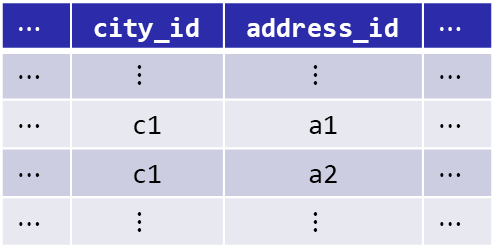 … city_id address_id …
… ⋮ ⋮ …
… c1 a1 …
… c1 a2 …
… ⋮ ⋮ …